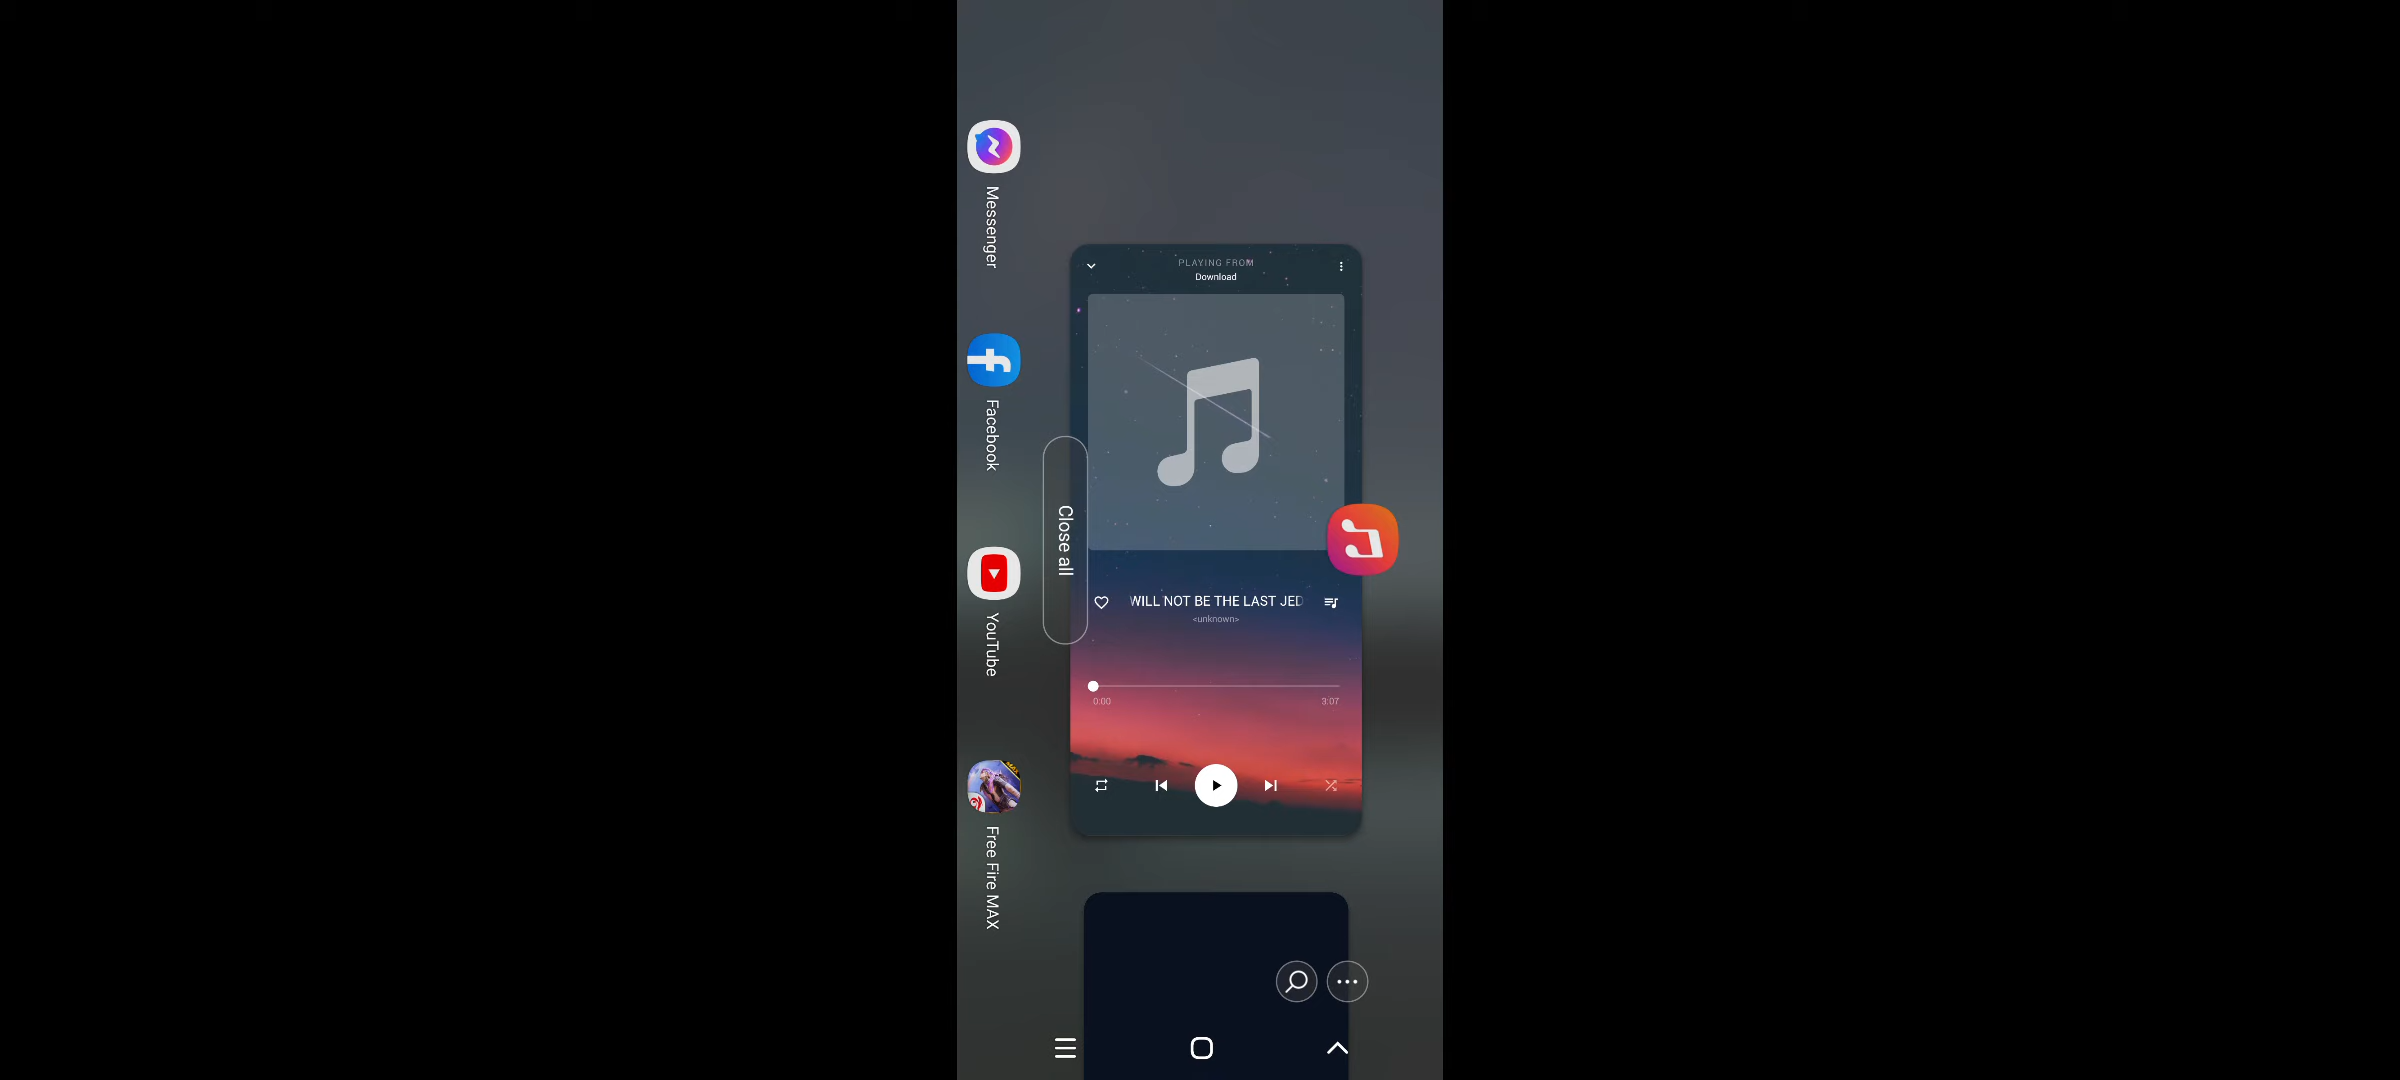 Messenger
Facebook
YouTube
Free Fire MAX
Close all
PLAYING FROM
Download
WILL NOT BE THE LAST JED
<unknown>
0:00
3:07